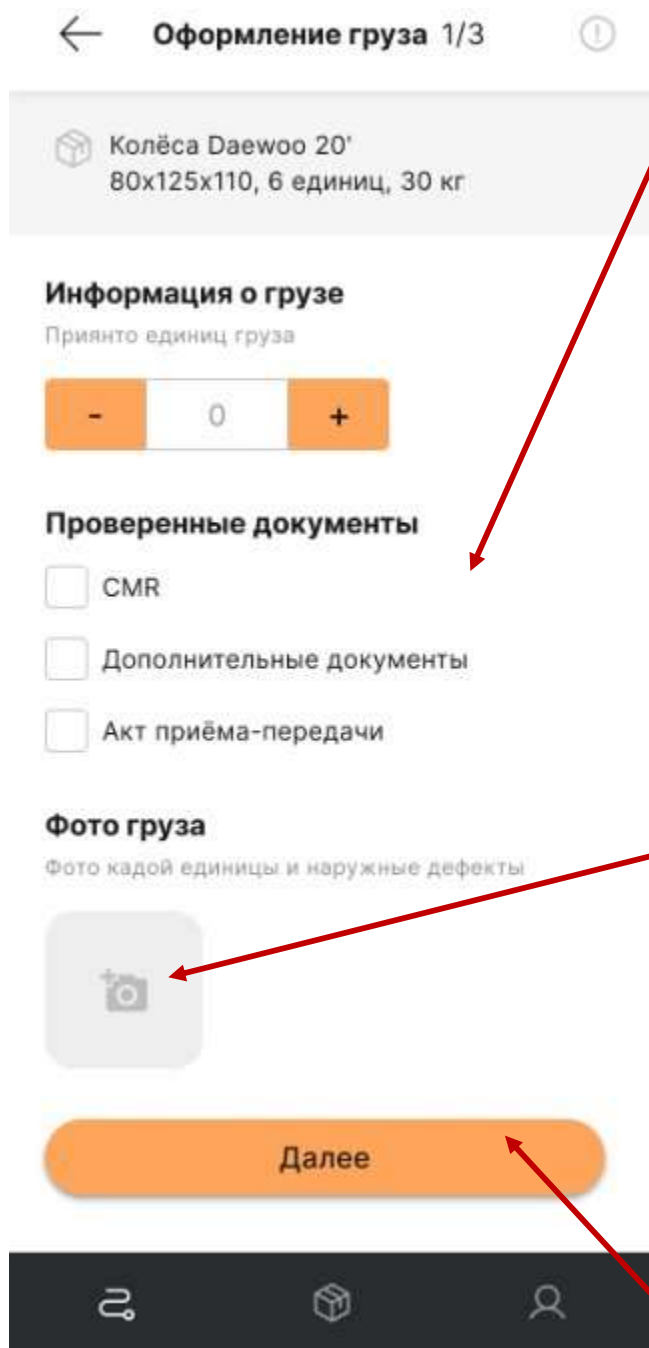 Оформление груза 1/3
Колёса Daewoo 20'
80x125x110, 6 единиц, 30 кг
Информация о грузе
Приянто единиц груза
- 0 +
Проверенные документы
CMR
Дополнительные документы
Акт приёма-передачи
Фото груза
Фото кадой единицы и наружные дефекты
Далее